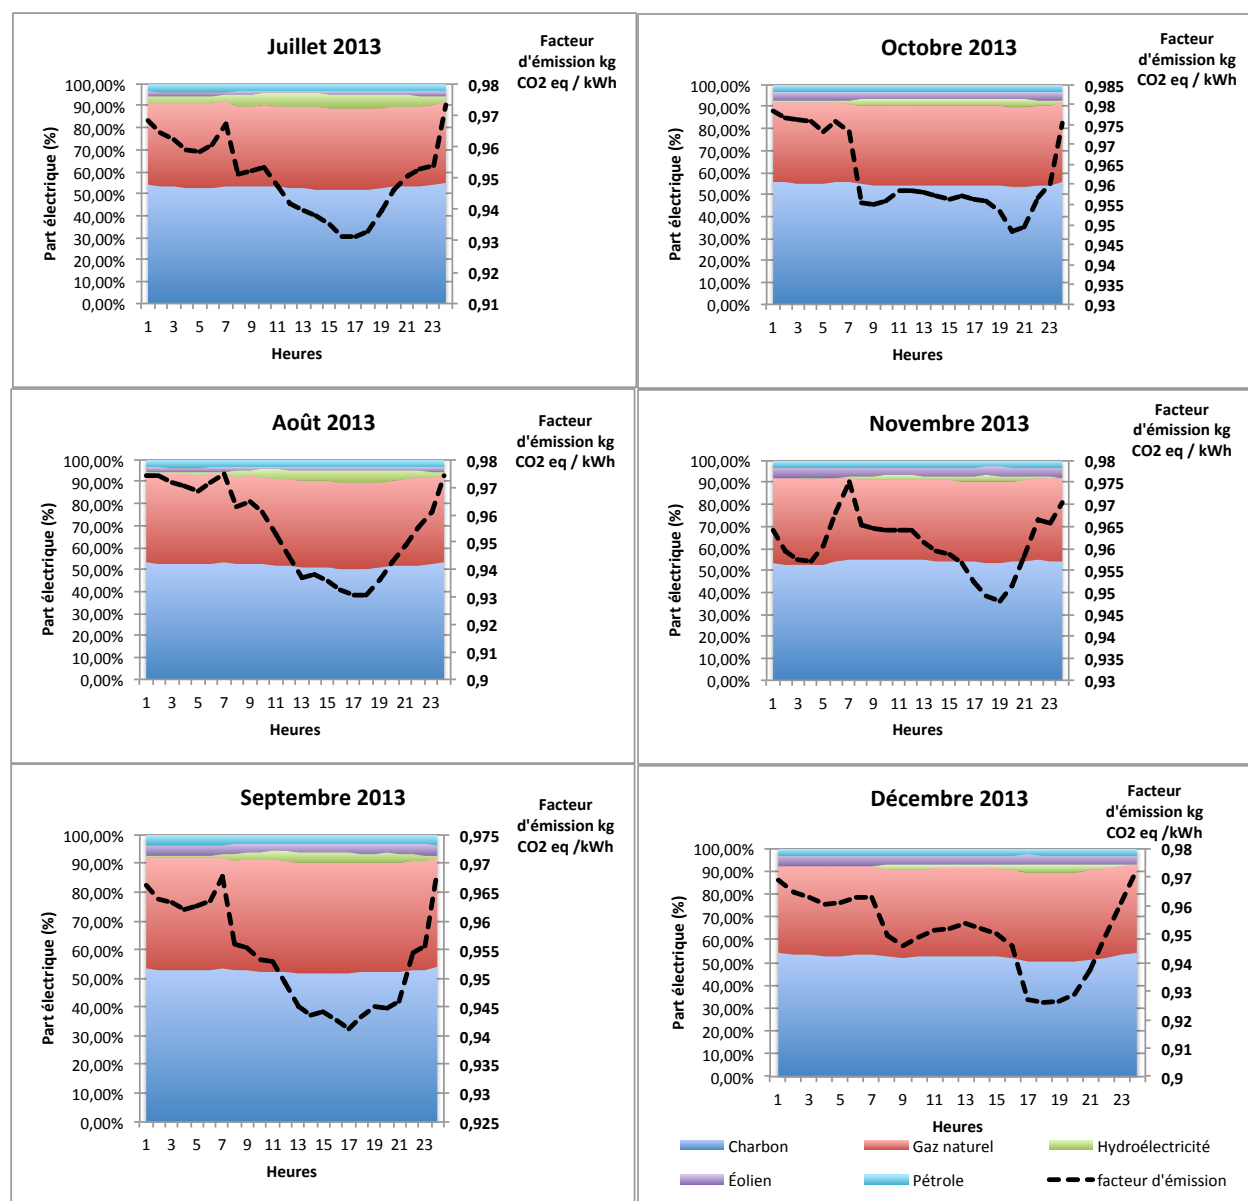 Juillet 2013
Facteur
d'émission kg
CO2 eq / kWh
Part électrique (%)
100,00%
90,00%
80,00%
70,00%
60,00%
50,00%
40,00%
30,00%
20,00%
10,00%
0,00%
0,98
0,97
0,96
0,95
0,94
0,93
0,92
0,91
1 3 5 7 9 11 13 15 17 19 21 23
Heures
Octobre 2013
Facteur
d'émission kg
CO2 eq / kWh
Part électrique (%)
100,00%
90,00%
80,00%
70,00%
60,00%
50,00%
40,00%
30,00%
20,00%
10,00%
0,00%
0,985
0,98
0,975
0,97
0,965
0,96
0,955
0,95
0,945
0,94
0,935
0,93
1 3 5 7 9 11 13 15 17 19 21 23
Heures
Août 2013
Facteur
d'émission kg
CO2 eq / kWh
Part électrique (%)
100,00%
90,00%
80,00%
70,00%
60,00%
50,00%
40,00%
30,00%
20,00%
10,00%
0,00%
0,98
0,97
0,96
0,95
0,94
0,93
0,92
0,91
0,9
1 3 5 7 9 11 13 15 17 19 21 23
Heures
Novembre 2013
Facteur
d'émission kg
CO2 eq / kWh
Part électrique (%)
100,00%
90,00%
80,00%
70,00%
60,00%
50,00%
40,00%
30,00%
20,00%
10,00%
0,00%
0,98
0,975
0,97
0,965
0,96
0,955
0,95
0,945
0,94
0,935
0,93
1 3 5 7 9 11 13 15 17 19 21 23
Heures
Septembre 2013
Facteur
d'émission kg
CO2 eq /kWh
Part électrique (%)
100,00%
90,00%
80,00%
70,00%
60,00%
50,00%
40,00%
30,00%
20,00%
10,00%
0,00%
0,975
0,97
0,965
0,96
0,955
0,95
0,945
0,94
0,935
0,93
0,925
1 3 5 7 9 11 13 15 17 19 21 23
Heures
Décembre 2013
Facteur
d'émission kg
CO2 eq /kWh
Part électrique (%)
100,00%
90,00%
80,00%
70,00%
60,00%
50,00%
40,00%
30,00%
20,00%
10,00%
0,00%
0,98
0,97
0,96
0,95
0,94
0,93
0,92
0,91
0,9
1 3 5 7 9 11 13 15 17 19 21 23
Heures
Charbon Gaz naturel Hydroélectricité
Éolien Pétrole facteur d'émission